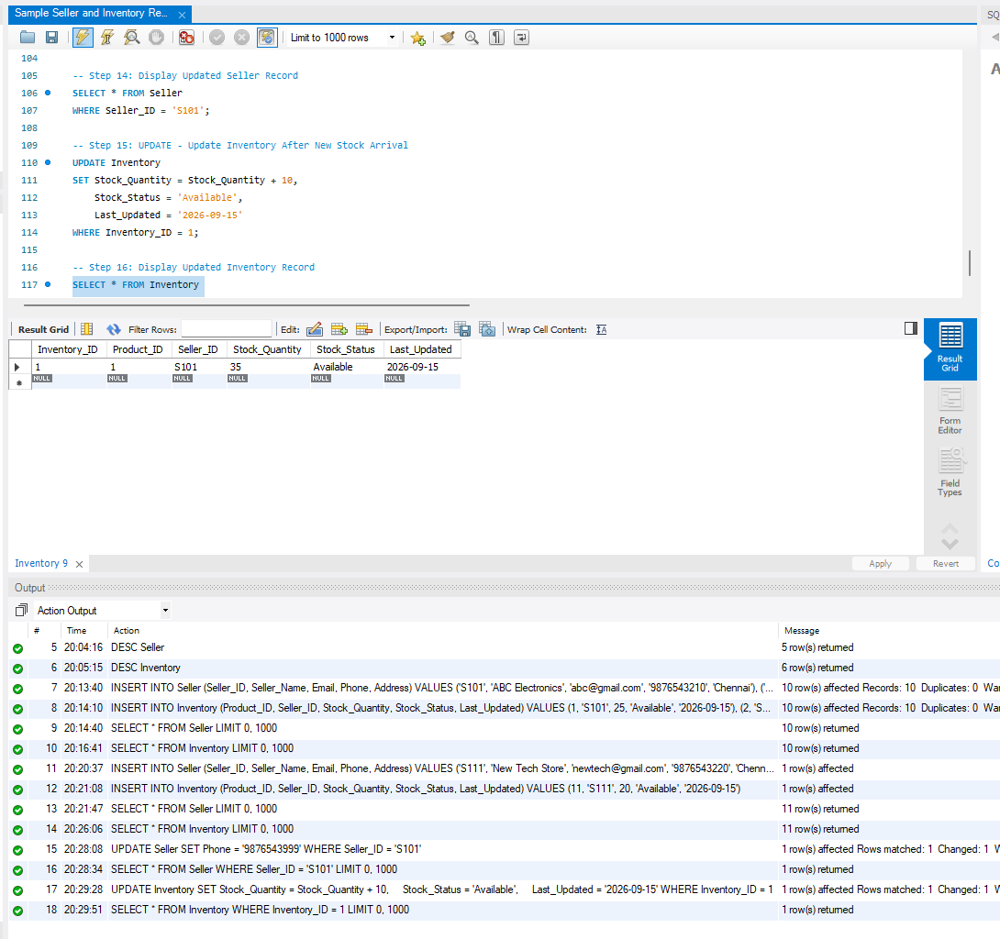 Sample Seller and Inventory Re...
SQ
Limit to 1000 rows
A
104
105 -- Step 14: Display Updated Seller Record
106 SELECT * FROM Seller
107 WHERE Seller_ID = 'S101';
108
109 -- Step 15: UPDATE - Update Inventory After New Stock Arrival
110 UPDATE Inventory
111 SET Stock_Quantity = Stock_Quantity + 10,
112 Stock_Status = 'Available',
113 Last_Updated = '2026-09-15'
114 WHERE Inventory_ID = 1;
115
116 -- Step 16: Display Updated Inventory Record
117 SELECT * FROM Inventory
Result Grid Filter Rows: Edit: Export/Import: Wrap Cell Content:
Inventory_ID Product_ID Seller_ID Stock_Quantity Stock_Status Last_Updated
1 1 S101 35 Available 2026-09-15
NULL NULL NULL NULL NULL NULL
Result
Grid
Form
Editor
Field
Types
Inventory 9 Apply Revert Co
Output
Action Output
# Time Action Message
5 20:04:16 DESC Seller 5 row(s) returned
6 20:05:15 DESC Inventory 6 row(s) returned
7 20:13:40 INSERT INTO Seller (Seller_ID, Seller_Name, Email, Phone, Address) VALUES ('S101', 'ABC Electronics', 'abc@gmail.com', '9876543210', 'Chennai'), ('... 10 row(s) affected Records: 10 Duplicates: 0 War
8 20:14:10 INSERT INTO Inventory (Product_ID, Seller_ID, Stock_Quantity, Stock_Status, Last_Updated) VALUES (1, 'S101', 25, 'Available', '2026-09-15'), (2, 'S... 10 row(s) affected Records: 10 Duplicates: 0 War
9 20:14:40 SELECT * FROM Seller LIMIT 0, 1000 10 row(s) returned
10 20:16:41 SELECT * FROM Inventory LIMIT 0, 1000 10 row(s) returned
11 20:20:37 INSERT INTO Seller (Seller_ID, Seller_Name, Email, Phone, Address) VALUES ('S111', 'New Tech Store', 'newtech@gmail.com', '9876543220', 'Chenn... 1 row(s) affected
12 20:21:08 INSERT INTO Inventory (Product_ID, Seller_ID, Stock_Quantity, Stock_Status, Last_Updated) VALUES (11, 'S111', 20, 'Available', '2026-09-15') 1 row(s) affected
13 20:21:47 SELECT * FROM Seller LIMIT 0, 1000 11 row(s) returned
14 20:26:06 SELECT * FROM Inventory LIMIT 0, 1000 11 row(s) returned
15 20:28:08 UPDATE Seller SET Phone = '9876543999' WHERE Seller_ID = 'S101' 1 row(s) affected Rows matched: 1 Changed: 1 W
16 20:28:34 SELECT * FROM Seller WHERE Seller_ID = 'S101' LIMIT 0, 1000 1 row(s) returned
17 20:29:28 UPDATE Inventory SET Stock_Quantity = Stock_Quantity + 10, Stock_Status = 'Available', Last_Updated = '2026-09-15' WHERE Inventory_ID = 1 1 row(s) affected Rows matched: 1 Changed: 1 W
18 20:29:51 SELECT * FROM Inventory WHERE Inventory_ID = 1 LIMIT 0, 1000 1 row(s) returned